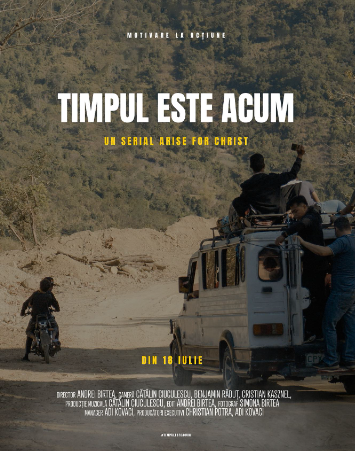 MOTIVARE LA ACȚIUNE
TIMPUL ESTE ACUM
UN SERIAL ARISE FOR CHRIST
DIN 18 IULIE
DIRECTOR ANDREI BIRTEA, CAMERĂ CĂTĂLIN CIUCULESCU, BENJAMIN RĂDUȚ, CRISTIAN KASZNEL,
PRODUCȚIE MUZICALĂ CĂTĂLIN CIUCULESCU, EDIT ANDREI BIRTEA, FOTOGRAF SIMONA BIRTEA
MANAGER ADI KOVACI, PRODUCĂTORI EXECUTIVI CHRISTIAN POTRA, ADI KOVACI